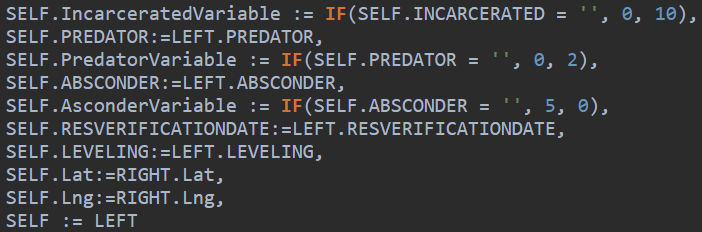 SELF.IncarceratedVariable := IF(SELF.INCARCERATED = '', 0, 10),
SELF.PREDATOR:=LEFT.PREDATOR,
SELF.PredatorVariable := IF(SELF.PREDATOR = '', 0, 2),
SELF.ABSCONDER:=LEFT.ABSCONDER,
SELF.AsconderVariable := IF(SELF.ABSCONDER = '', 5, 0),
SELF.RESVERIFICATIONDATE:=LEFT.RESVERIFICATIONDATE,
SELF.LEVELING:=LEFT.LEVELING,
SELF.Lat:=RIGHT.Lat,
SELF.Lng:=RIGHT.Lng,
SELF := LEFT